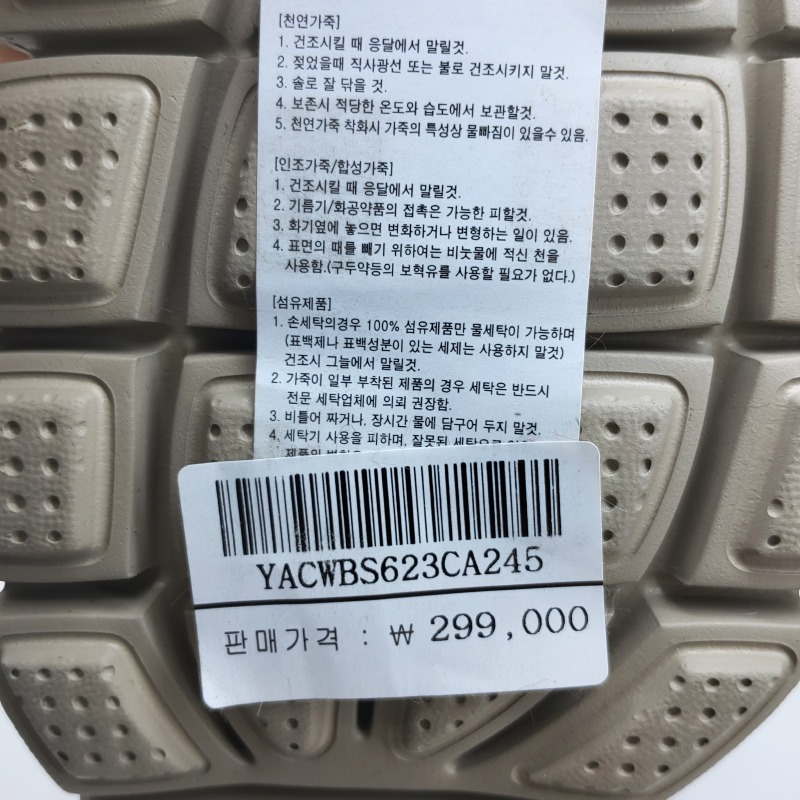 [천연가죽]
1. 건조시킬 때 응달에서 말릴것.
2. 젖었을때 직사광선 또는 불로 건조시키지 말것.
3. 솔로 잘 닦을 것.
4. 보존시 적당한 온도와 습도에서 보관할것.
5. 천연가죽 착화시 가죽의 특성상 물빠짐이 있을수 있음.
[인조가죽/합성가죽]
1. 건조시킬 때 응달에서 말릴것.
2. 기름기/화공약품의 접촉은 가능한 피할것.
3. 화기옆에 놓으면 변화하거나 변형하는 일이 있음.
4. 표면의 때를 빼기 위하여는 비눗물에 적신 천을
사용함.(구두약등의 보혁유를 사용할 필요가 없다.)
[섬유제품]
1. 손세탁의경우 100% 섬유제품만 물세탁이 가능하며
(표백제나 표백성분이 있는 세제는 사용하지 말것)
건조시 그늘에서 말릴것.
2. 가죽이 일부 부착된 제품의 경우 세탁은 반드시
전문 세탁업체에 의뢰 권장함.
3. 비틀어 짜거나, 장시간 물에 담구어 두지 말것.
4. 세탁기 사용을 피하며, 잘못된 세탁으로
YACWBS623CA245
판매가격 : ₩ 299,000